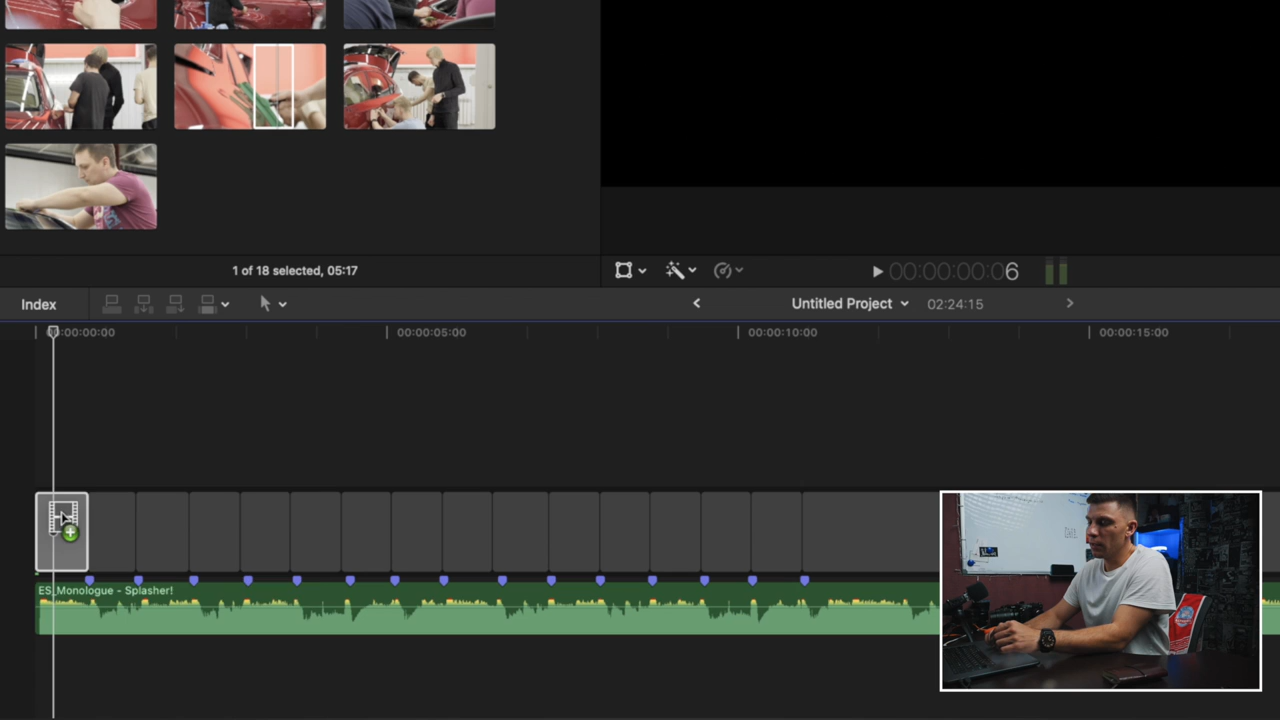 1 of 18 selected, 05:17
00:00:00:06
Index
Untitled Project
02:24:15
00:00:00:00
00:00:05:00
00:00:10:00
00:00:15:00
ES_Monologue - Splasher!